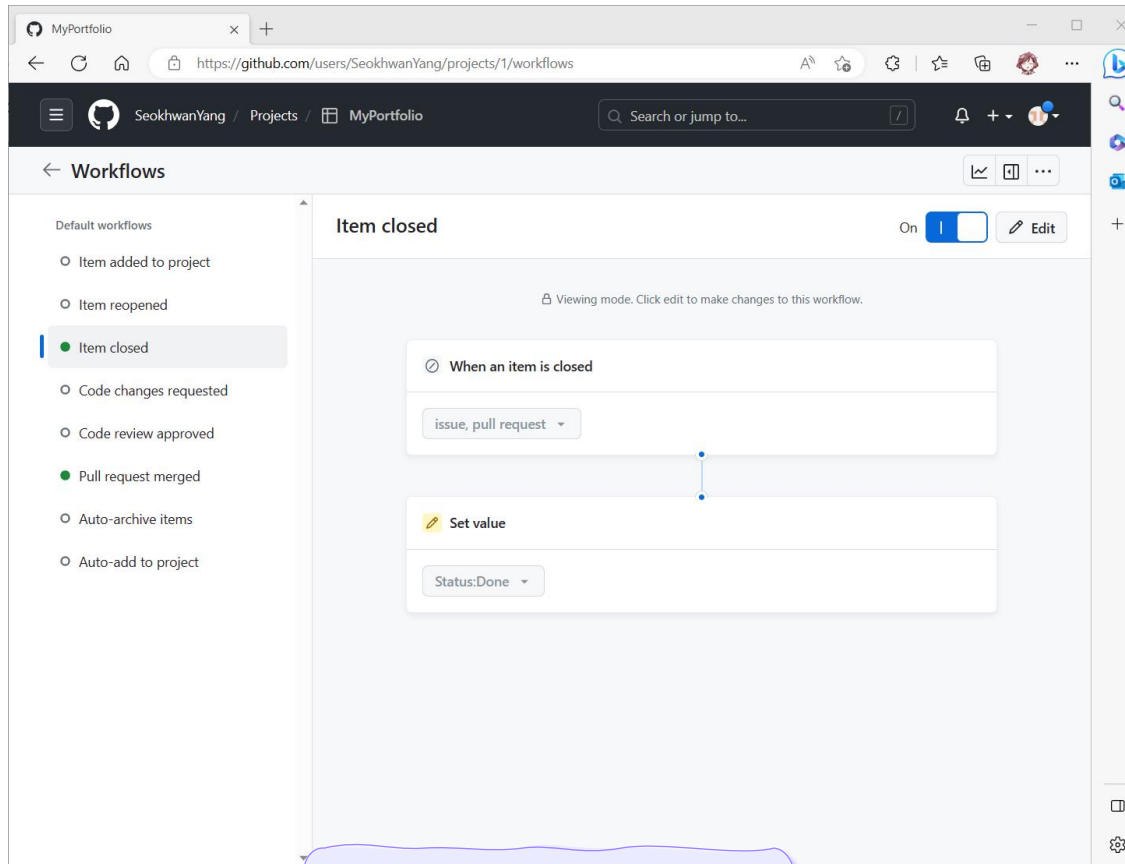 MyPortfolio
https://github.com/users/SeokhwanYang/projects/1/workflows
SeokhwanYang / Projects / MyPortfolio
Search or jump to... /
Workflows
Default workflows
Item added to project
Item reopened
Item closed
Code changes requested
Code review approved
Pull request merged
Auto-archive items
Auto-add to project
Item closed
On
Edit
Viewing mode. Click edit to make changes to this workflow.
When an item is closed
issue, pull request
Set value
Status:Done